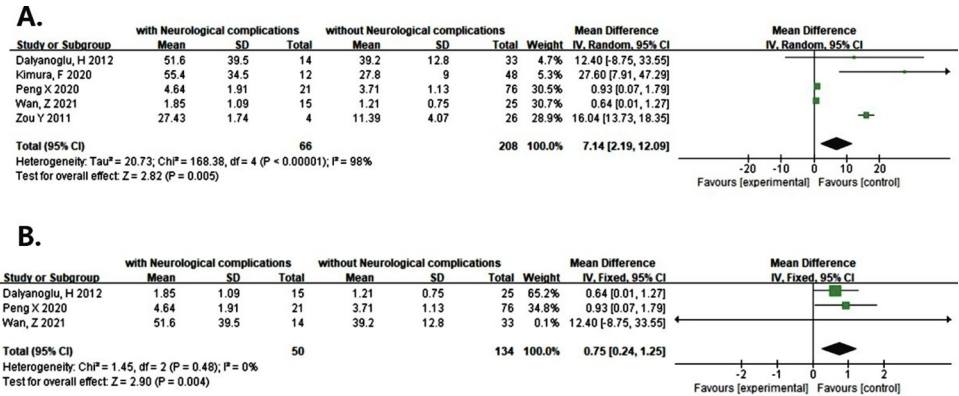 A.
with Neurological complications without Neurological complications Mean Difference Mean Difference
Study or Subgroup Mean SD Total Mean SD Total Weight IV, Random, 95% CI IV, Random, 95% CI
Dalyanoglu, H 2012 51.6 39.5 14 39.2 12.8 33 4.7% 12.40 [-8.75, 33.55]
Kimura, F 2020 55.4 34.5 12 27.8 9 48 5.3% 27.60 [7.91, 47.29]
Peng X 2020 4.64 1.91 21 3.71 1.13 76 30.5% 0.93 [0.07, 1.79]
Wan, Z 2021 1.85 1.09 15 1.21 0.75 25 30.7% 0.64 [0.01, 1.27]
Zou Y 2011 27.43 1.74 4 11.39 4.07 26 28.9% 16.04 [13.73, 18.35]
Total (95% CI) 66 208 100.0% 7.14 [2.19, 12.09]
Heterogeneity: Tau² = 20.73; Chi² = 168.38, df = 4 (P < 0.00001); I² = 98%
Test for overall effect: Z = 2.82 (P = 0.005)
-20 -10 0 10 20
Favours [experimental] Favours [control]
B.
with Neurological complications without Neurological complications Mean Difference Mean Difference
Study or Subgroup Mean SD Total Mean SD Total Weight IV, Fixed, 95% CI IV, Fixed, 95% CI
Dalyanoglu, H 2012 1.85 1.09 15 1.21 0.75 25 65.2% 0.64 [0.01, 1.27]
Peng X 2020 4.64 1.91 21 3.71 1.13 76 34.8% 0.93 [0.07, 1.79]
Wan, Z 2021 51.6 39.5 14 39.2 12.8 33 0.1% 12.40 [-8.75, 33.55]
Total (95% CI) 50 134 100.0% 0.75 [0.24, 1.25]
Heterogeneity: Chi² = 1.45, df = 2 (P = 0.48); I² = 0%
Test for overall effect: Z = 2.90 (P = 0.004)
-2 -1 0 1 2
Favours [experimental] Favours [control]